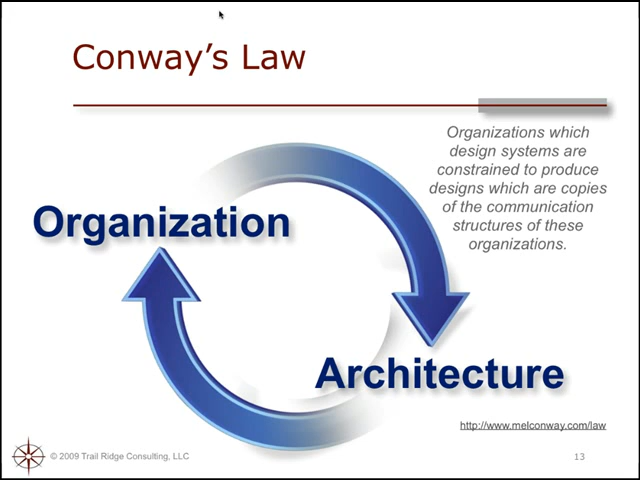 Conway's Law
Organizations which
design systems are
constrained to produce
designs which are copies
of the communication
structures of these
organizations.
Organization
Architecture
http://www.melconway.com/law
© 2009 Trail Ridge Consulting, LLC
13